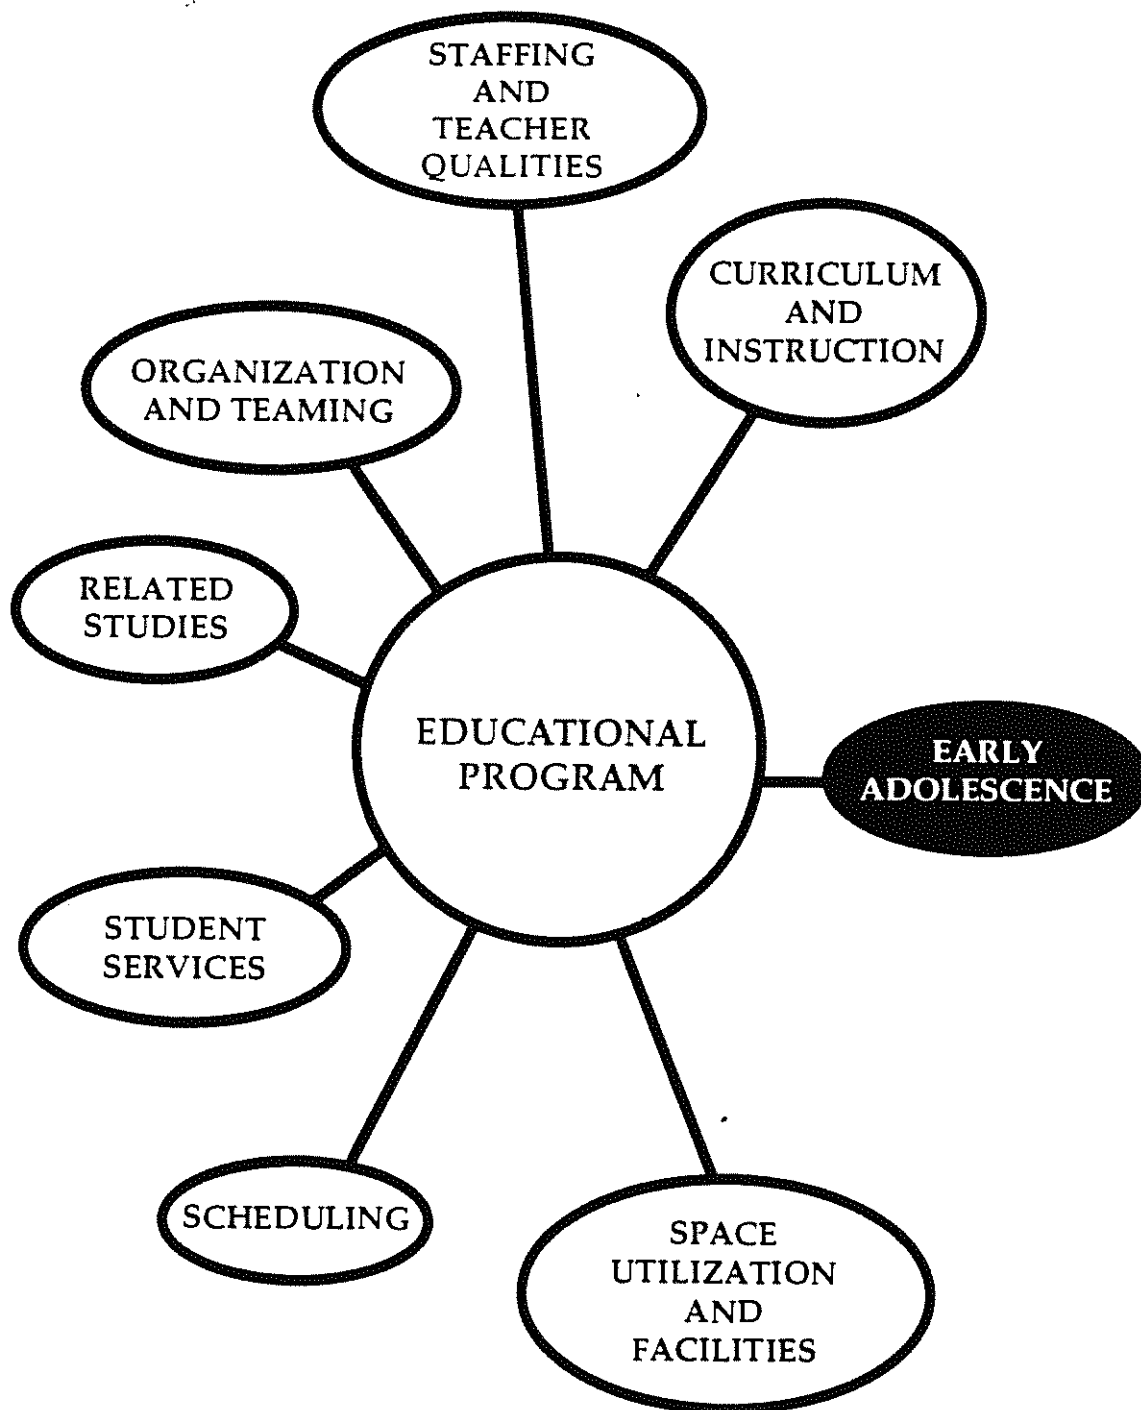 STAFFING
AND
TEACHER
QUALITIES
CURRICULUM
AND
INSTRUCTION
ORGANIZATION
AND TEAMING
RELATED
STUDIES
EDUCATIONAL
PROGRAM
EARLY
ADOLESCENCE
STUDENT
SERVICES
SCHEDULING
SPACE
UTILIZATION
AND
FACILITIES